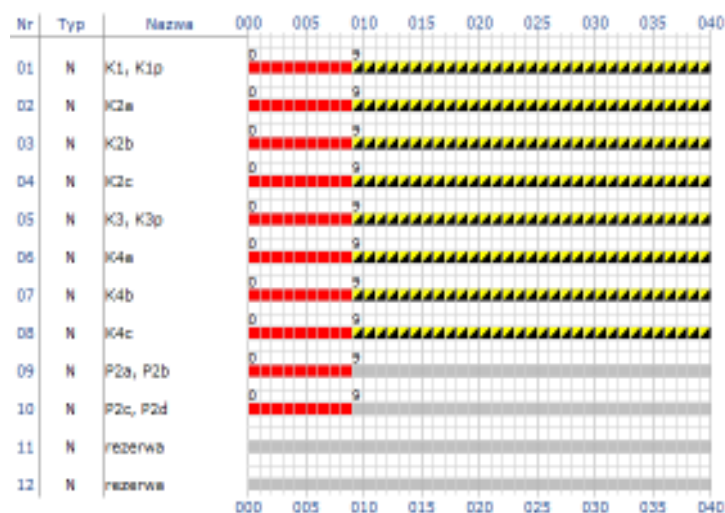 Nr Typ Nazwa 000 005 010 015 020 025 030 035 040
0 9
01 N K1, K1p
0 9
02 N K2a
0 9
03 N K2b
0 9
04 N K2c
0 9
05 N K3, K3p
0 9
06 N K4a
0 9
07 N K4b
0 9
08 N K4c
0 9
09 N P2a, P2b
0 9
10 N P2c, P2d
11 N rezerwa
12 N rezerwa
000 005 010 015 020 025 030 035 040